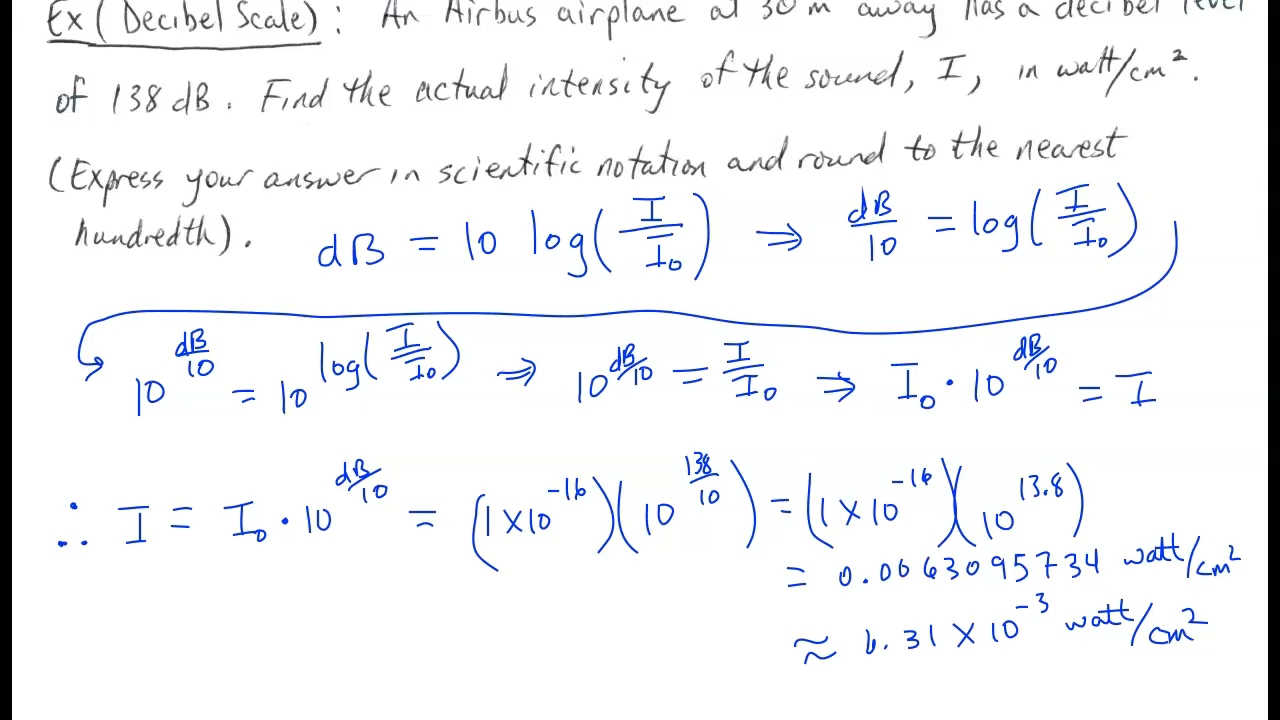 Ex (Decibel Scale): An Airbus airplane at 30 m away has a decibel level
of 138 dB. Find the actual intensity of the sound, I, in watt/cm².
(Express your answer in scientific notation and round to the nearest
hundredth). dB = 10 log(I/I₀) ⇒ dB/10 = log(I/I₀)
10^(dB/10) = 10^(log(I/I₀)) ⇒ 10^(dB/10) = I/I₀ ⇒ I₀ · 10^(dB/10) = I
∴ I = I₀ · 10^(dB/10) = (1 × 10⁻¹⁶)(10^(138/10)) = (1 × 10⁻¹⁶)(10^13.8)
= 0.0063095734 watt/cm²
≈ 6.31 × 10⁻³ watt/cm²